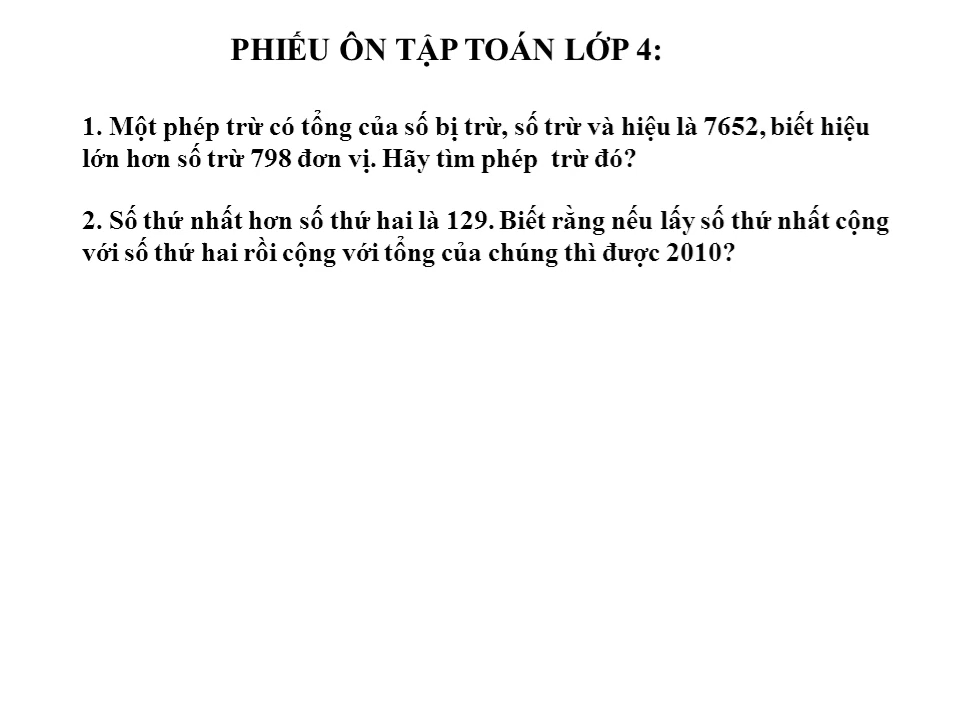 PHIẾU ÔN TẬP TOÁN LỚP 4:
1. Một phép trừ có tổng của số bị trừ, số trừ và hiệu là 7652, biết hiệu
lớn hơn số trừ 798 đơn vị. Hãy tìm phép trừ đó?
2. Số thứ nhất hơn số thứ hai là 129. Biết rằng nếu lấy số thứ nhất cộng
với số thứ hai rồi cộng với tổng của chúng thì được 2010?